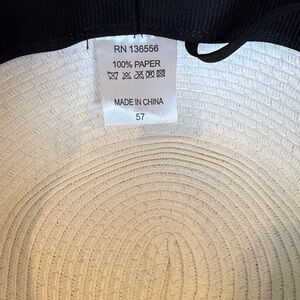 RN 136556
100% PAPER
MADE IN CHINA
57